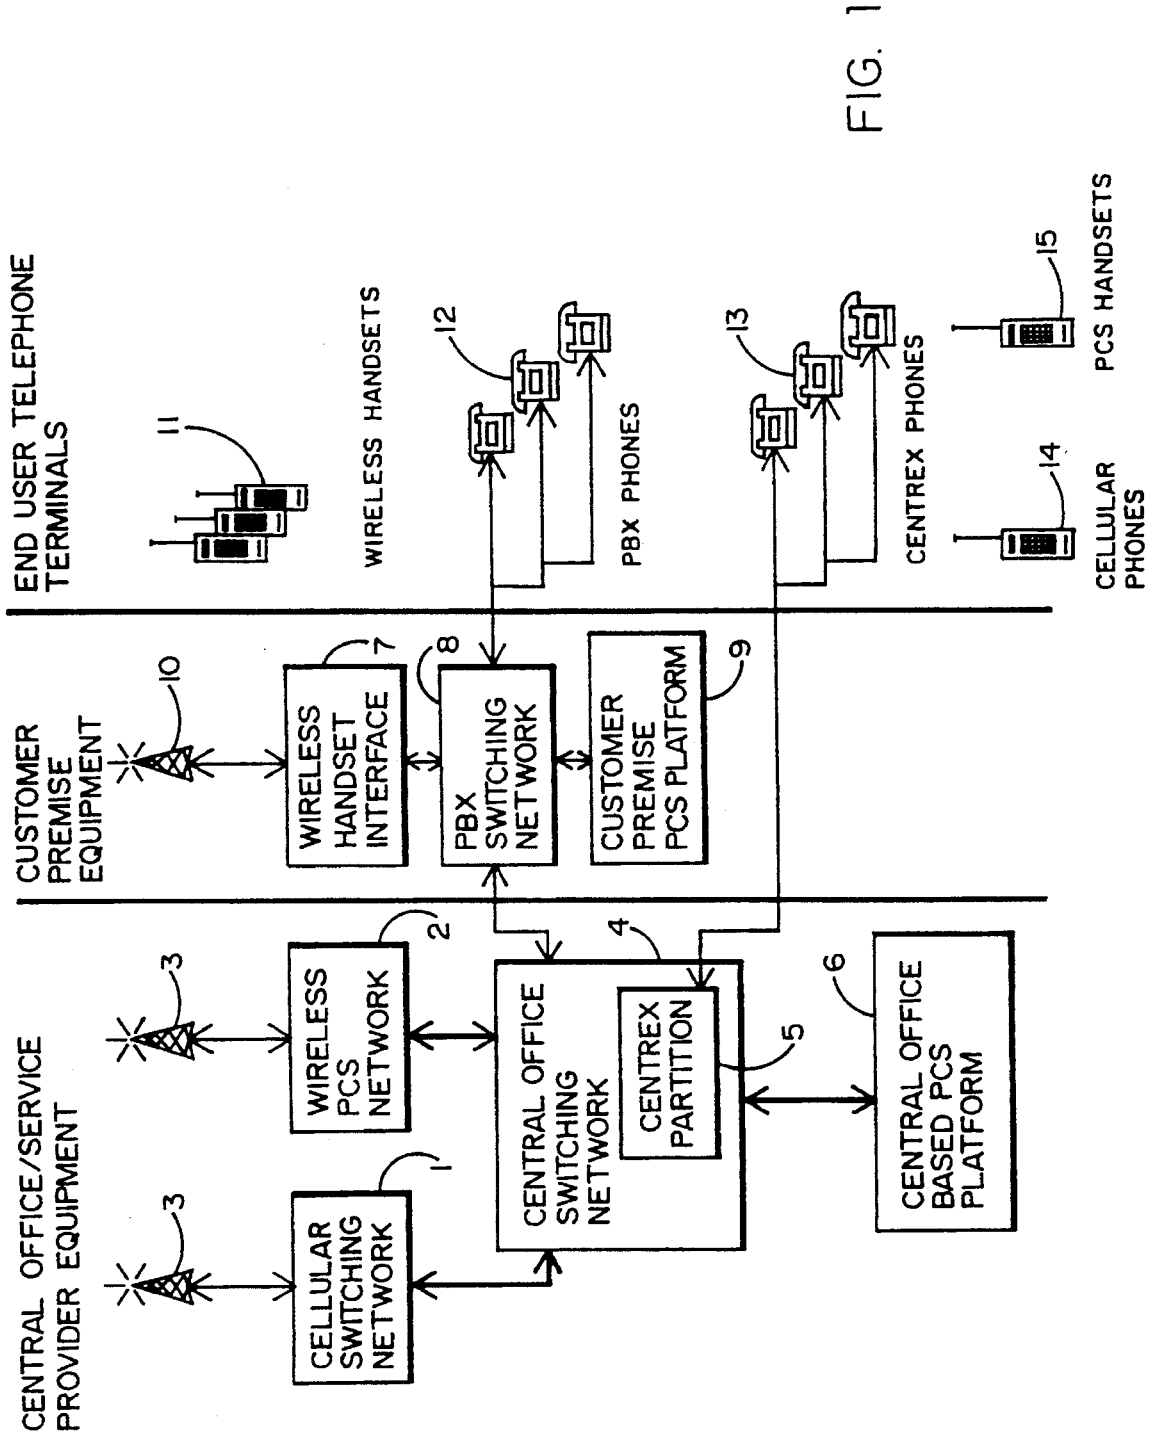 CENTRAL OFFICE/SERVICE
PROVIDER EQUIPMENT
CUSTOMER
PREMISE
EQUIPMENT
END USER TELEPHONE
TERMINALS
3
3
10
11
CELLULAR
SWITCHING
NETWORK
1
WIRELESS
PCS
NETWORK
2
WIRELESS
HANDSET
INTERFACE
7
WIRELESS HANDSETS
CENTRAL OFFICE
SWITCHING
NETWORK
4
CENTREX
PARTITION
5
PBX
SWITCHING
NETWORK
8
12
PBX PHONES
CUSTOMER
PREMISE
PCS PLATFORM
9
13
CENTREX PHONES
CENTRAL OFFICE
BASED PCS
PLATFORM
6
14
CELLULAR
PHONES
15
PCS HANDSETS
FIG. 1